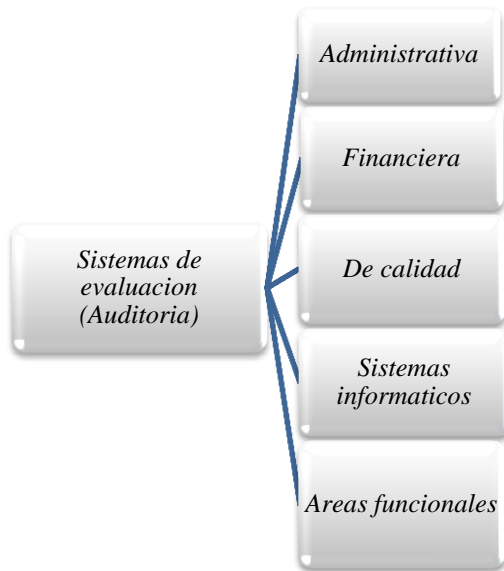 Administrativa
Financiera
De calidad
Sistemas de
evaluacion
(Auditoria)
Sistemas
informaticos
Areas funcionales